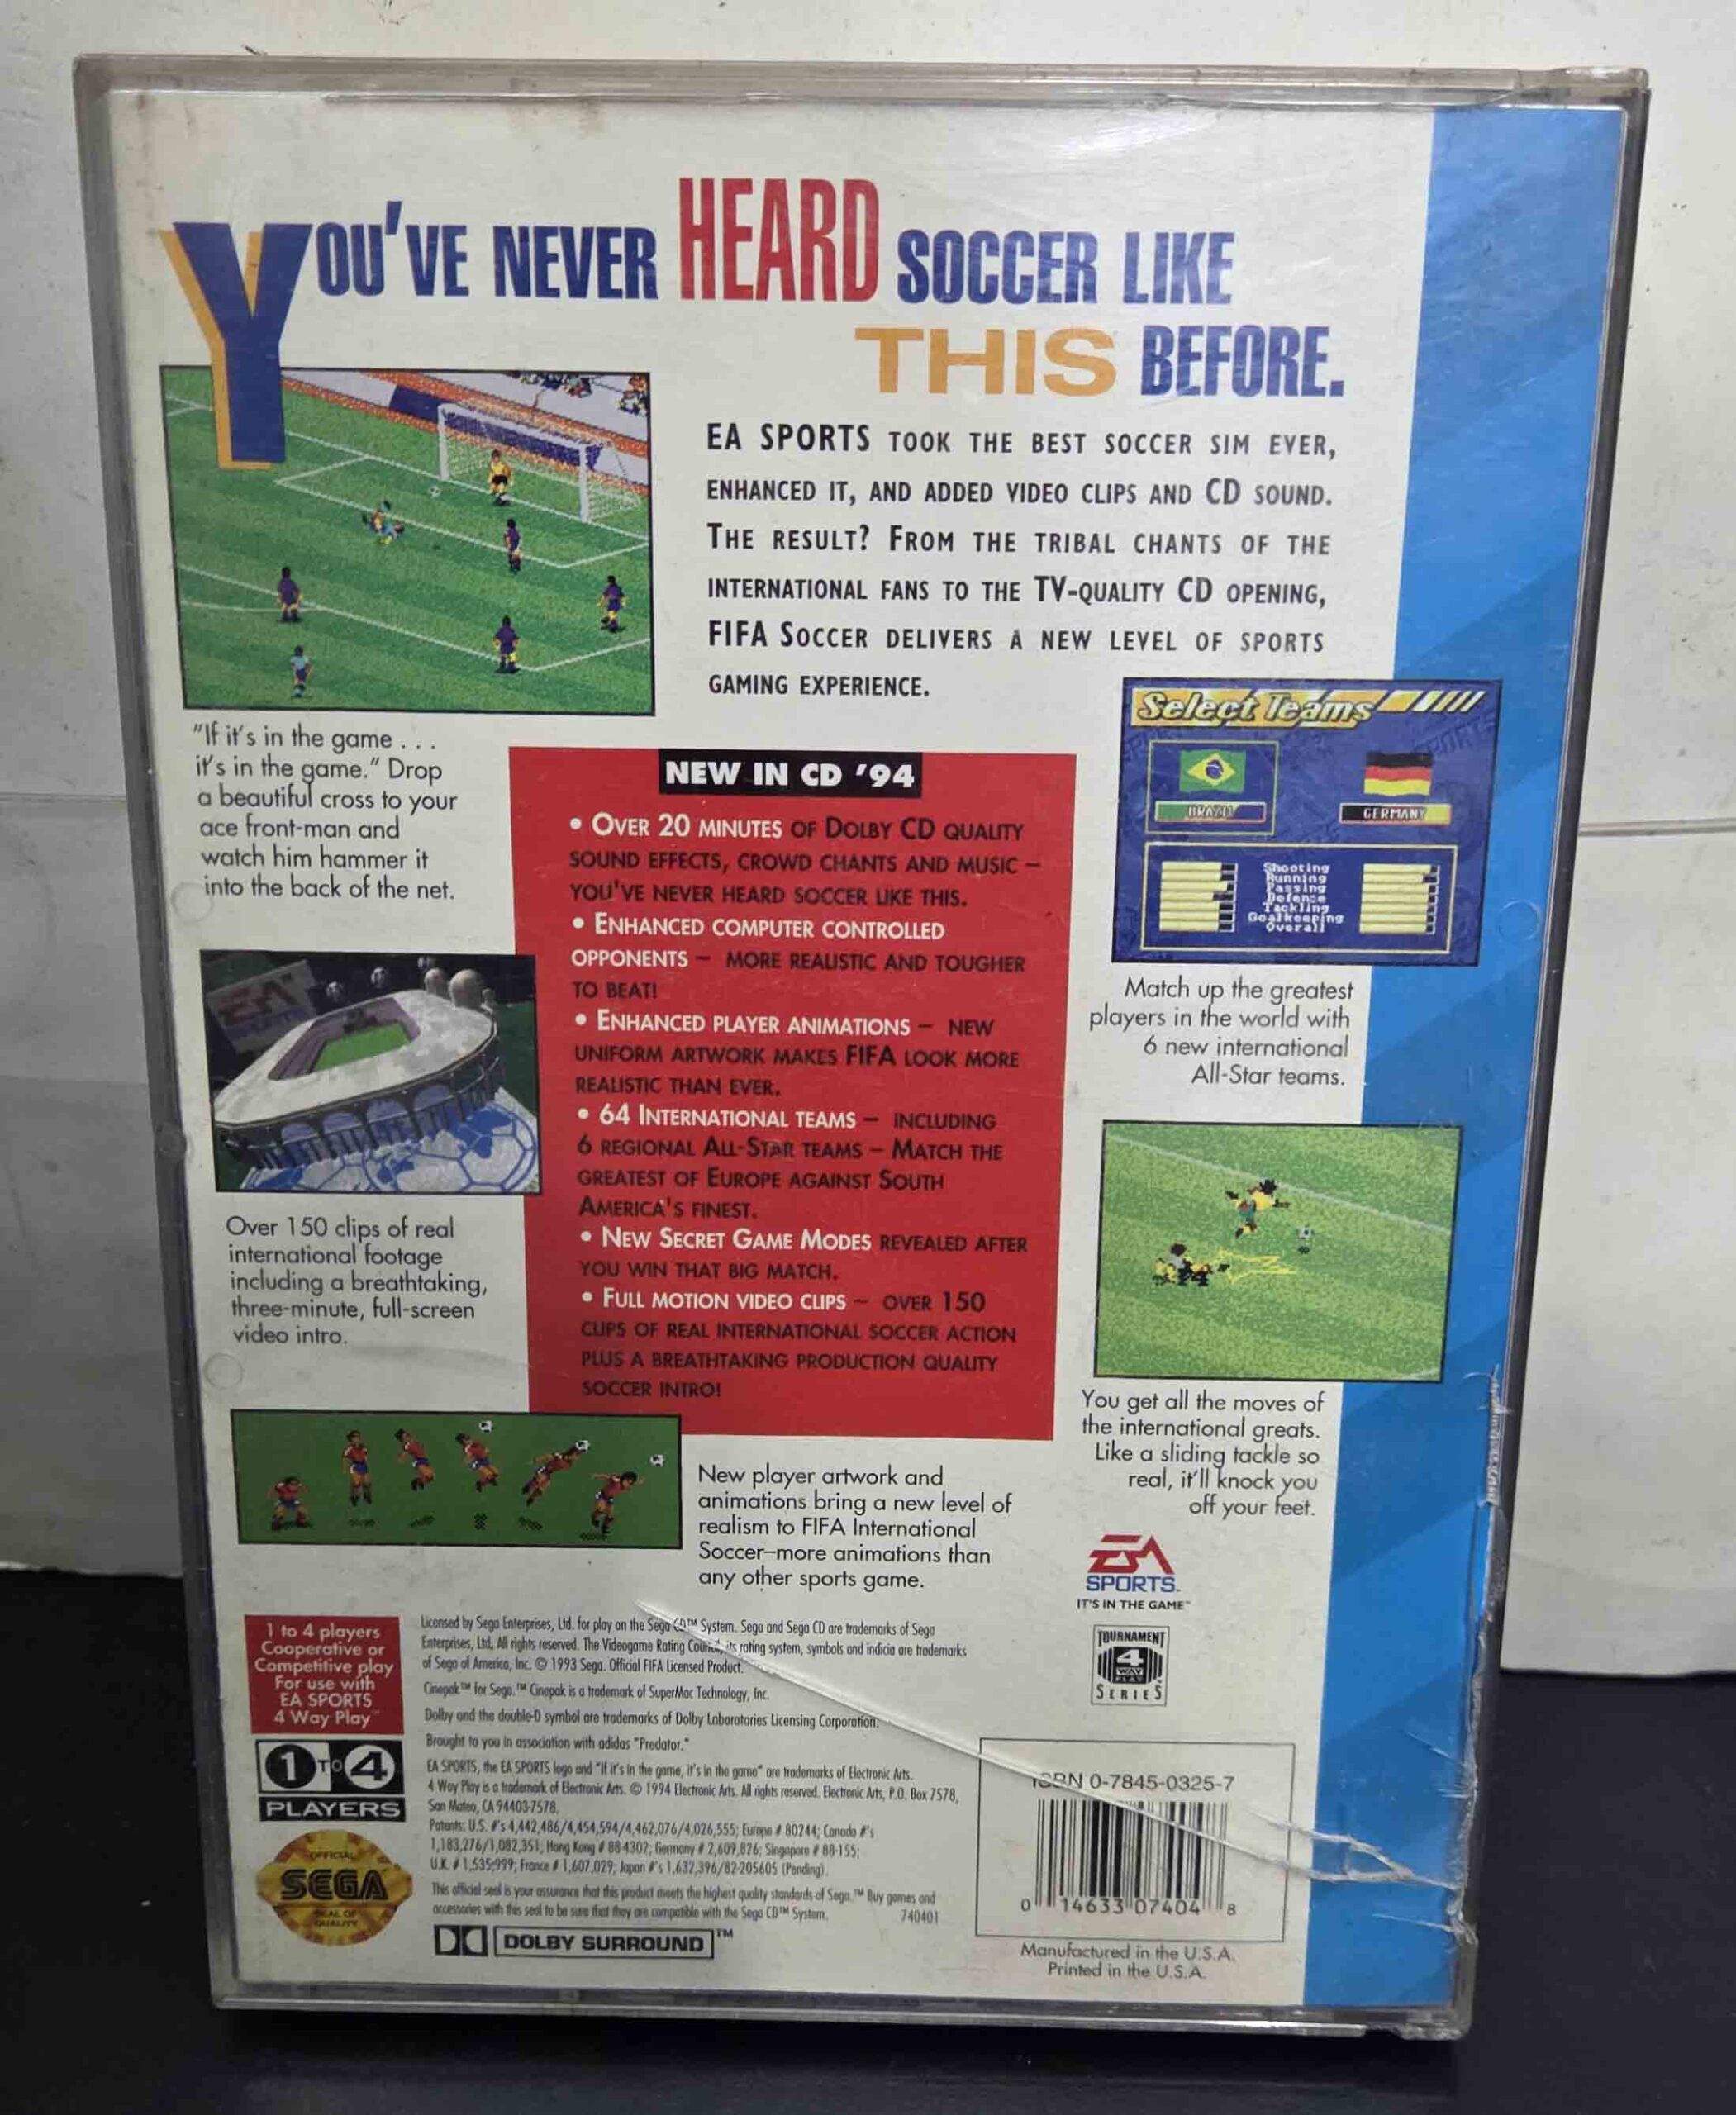 YOU'VE NEVER HEARD SOCCER LIKE
THIS BEFORE.
EA SPORTS TOOK THE BEST SOCCER SIM EVER,
ENHANCED IT, AND ADDED VIDEO CLIPS AND CD SOUND.
THE RESULT? FROM THE TRIBAL CHANTS OF THE
INTERNATIONAL FANS TO THE TV-QUALITY CD OPENING,
FIFA SOCCER DELIVERS A NEW LEVEL OF SPORTS
GAMING EXPERIENCE.
"If it's in the game . . .
it's in the game." Drop
a beautiful cross to your
ace front-man and
watch him hammer it
into the back of the net.
EA
Over 150 clips of real
international footage
including a breathtaking,
three-minute, full-screen
video intro.
NEW IN CD '94
• OVER 20 MINUTES OF DOLBY CD QUALITY
SOUND EFFECTS, CROWD CHANTS AND MUSIC –
YOU'VE NEVER HEARD SOCCER LIKE THIS.
• ENHANCED COMPUTER CONTROLLED
OPPONENTS – MORE REALISTIC AND TOUGHER
TO BEAT!
• ENHANCED PLAYER ANIMATIONS – NEW
UNIFORM ARTWORK MAKES FIFA LOOK MORE
REALISTIC THAN EVER.
• 64 INTERNATIONAL TEAMS – INCLUDING
6 REGIONAL ALL-STAR TEAMS – MATCH THE
GREATEST OF EUROPE AGAINST SOUTH
AMERICA'S FINEST.
• NEW SECRET GAME MODES REVEALED AFTER
YOU WIN THAT BIG MATCH.
• FULL MOTION VIDEO CLIPS – OVER 150
CLIPS OF REAL INTERNATIONAL SOCCER ACTION
PLUS A BREATHTAKING PRODUCTION QUALITY
SOCCER INTRO!
Select Teams
BRAZIL GERMANY
Shooting
Running
Passing
Defense
Tackling
Goalkeeping
Overall
Match up the greatest
players in the world with
6 new international
All-Star teams.
You get all the moves of
the international greats.
Like a sliding tackle so
real, it'll knock you
off your feet.
New player artwork and
animations bring a new level of
realism to FIFA International
Soccer–more animations than
any other sports game.
EA
SPORTS™
IT'S IN THE GAME™
TOURNAMENT
4
WAY
PLAY
SERIES
1 to 4 players
Cooperative or
Competitive play
For use with
EA SPORTS
4 Way Play™
1 TO 4
PLAYERS
OFFICIAL
SEGA
SEAL OF
QUALITY
Licensed by Sega Enterprises, Ltd. for play on the Sega CD™ System. Sega and Sega CD are trademarks of Sega
Enterprises, Ltd. All rights reserved. The Videogame Rating Council, its rating system, symbols and indicia are trademarks
of Sega of America, Inc. © 1993 Sega. Official FIFA Licensed Product.
Cinepak™ for Sega.™ Cinepak is a trademark of SuperMac Technology, Inc.
Dolby and the double-D symbol are trademarks of Dolby Laboratories Licensing Corporation.
Brought to you in association with adidas "Predator."
EA SPORTS, the EA SPORTS logo and "If it's in the game, it's in the game" are trademarks of Electronic Arts.
4 Way Play is a trademark of Electronic Arts. © 1994 Electronic Arts. All rights reserved. Electronic Arts, P.O. Box 7578,
San Mateo, CA 94403-7578.
Patents: U.S. #'s 4,442,486/4,454,594/4,462,076/4,026,555; Europe # 80244; Canada #'s
1,183,276/1,082,351; Hong Kong # 88-4302; Germany # 2,609,826; Singapore # 88-155;
U.K. # 1,535,999; France # 1,607,029; Japan #'s 1,632,396/82-205605 (Pending).
This official seal is your assurance that this product meets the highest quality standards of Sega.™ Buy games and
accessories with this seal to be sure that they are compatible with the Sega CD™ System. 740401
DOLBY SURROUND™
ISBN 0-7845-0325-7
0 14633 07404 8
Manufactured in the U.S.A.
Printed in the U.S.A.